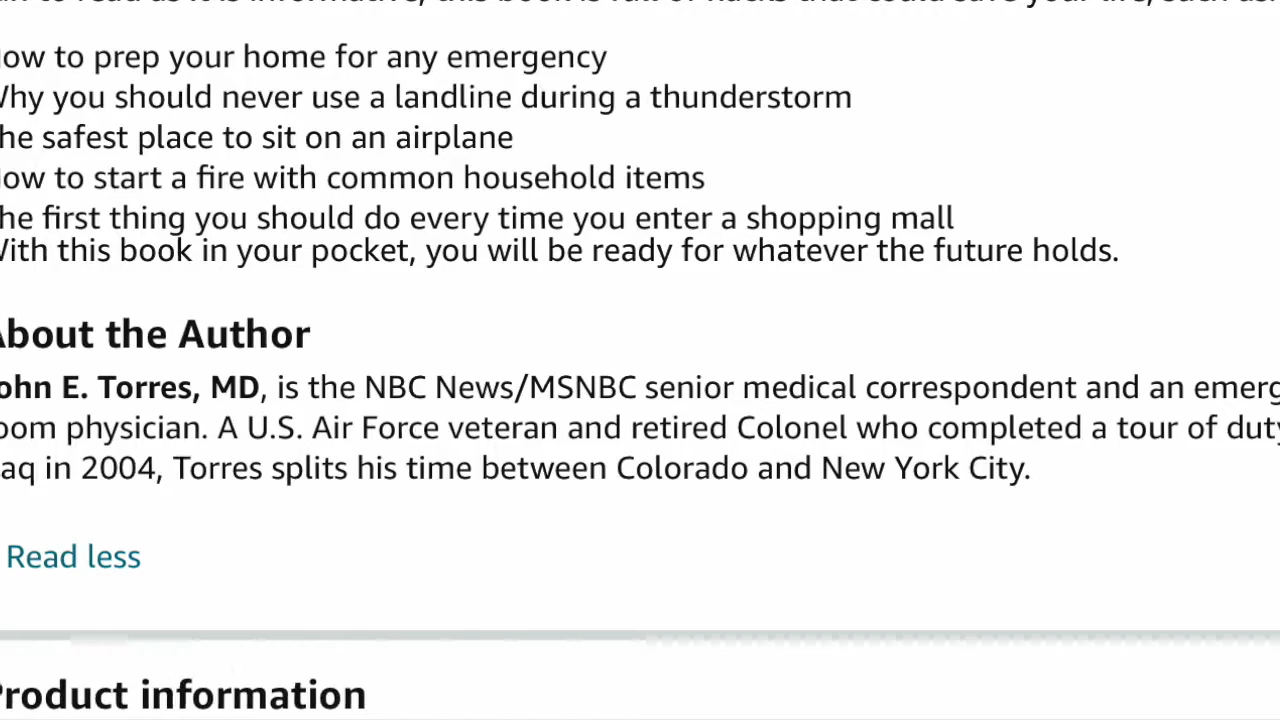 ow to prep your home for any emergency
Why you should never use a landline during a thunderstorm
he safest place to sit on an airplane
ow to start a fire with common household items
he first thing you should do every time you enter a shopping mall
With this book in your pocket, you will be ready for whatever the future holds.
About the Author
ohn E. Torres, MD, is the NBC News/MSNBC senior medical correspondent and an emerg
oom physician. A U.S. Air Force veteran and retired Colonel who completed a tour of duty
aq in 2004, Torres splits his time between Colorado and New York City.
Read less
Product information